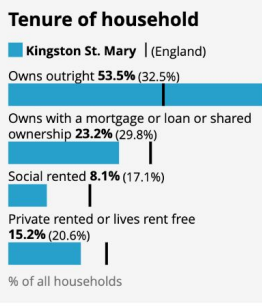 Tenure of household
Kingston St. Mary | (England)
Owns outright 53.5% (32.5%)
Owns with a mortgage or loan or shared
ownership 23.2% (29.8%)
Social rented 8.1% (17.1%)
Private rented or lives rent free
15.2% (20.6%)
% of all households